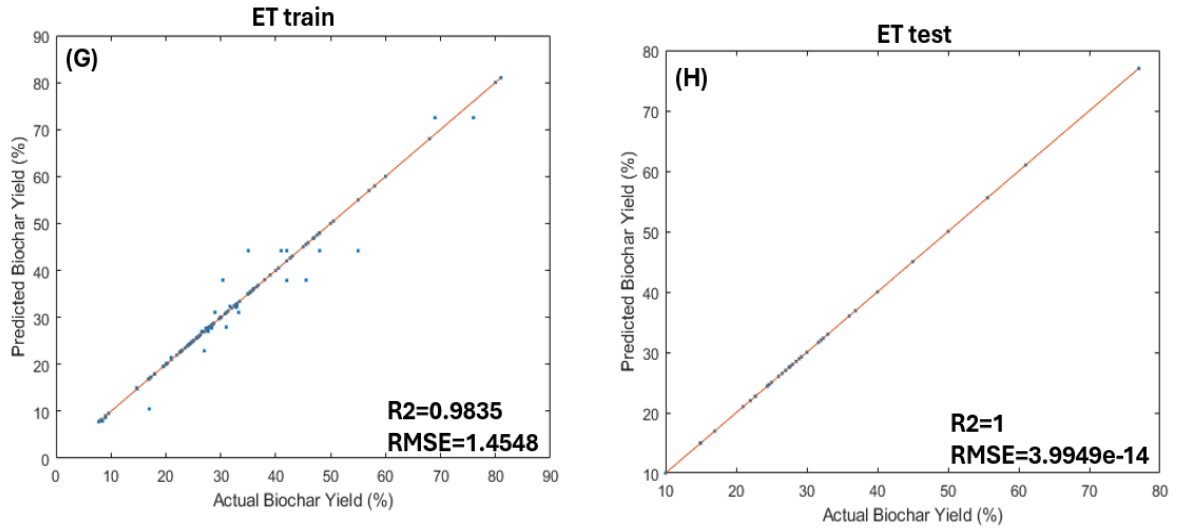 ET train
(G)
90
80
70
60
50
40
30
20
10
0
Predicted Biochar Yield (%)
R2=0.9835
RMSE=1.4548
0 10 20 30 40 50 60 70 80 90
Actual Biochar Yield (%)
ET test
(H)
80
70
60
50
40
30
20
10
Predicted Biochar Yield (%)
R2=1
RMSE=3.9949e-14
10 20 30 40 50 60 70 80
Actual Biochar Yield (%)